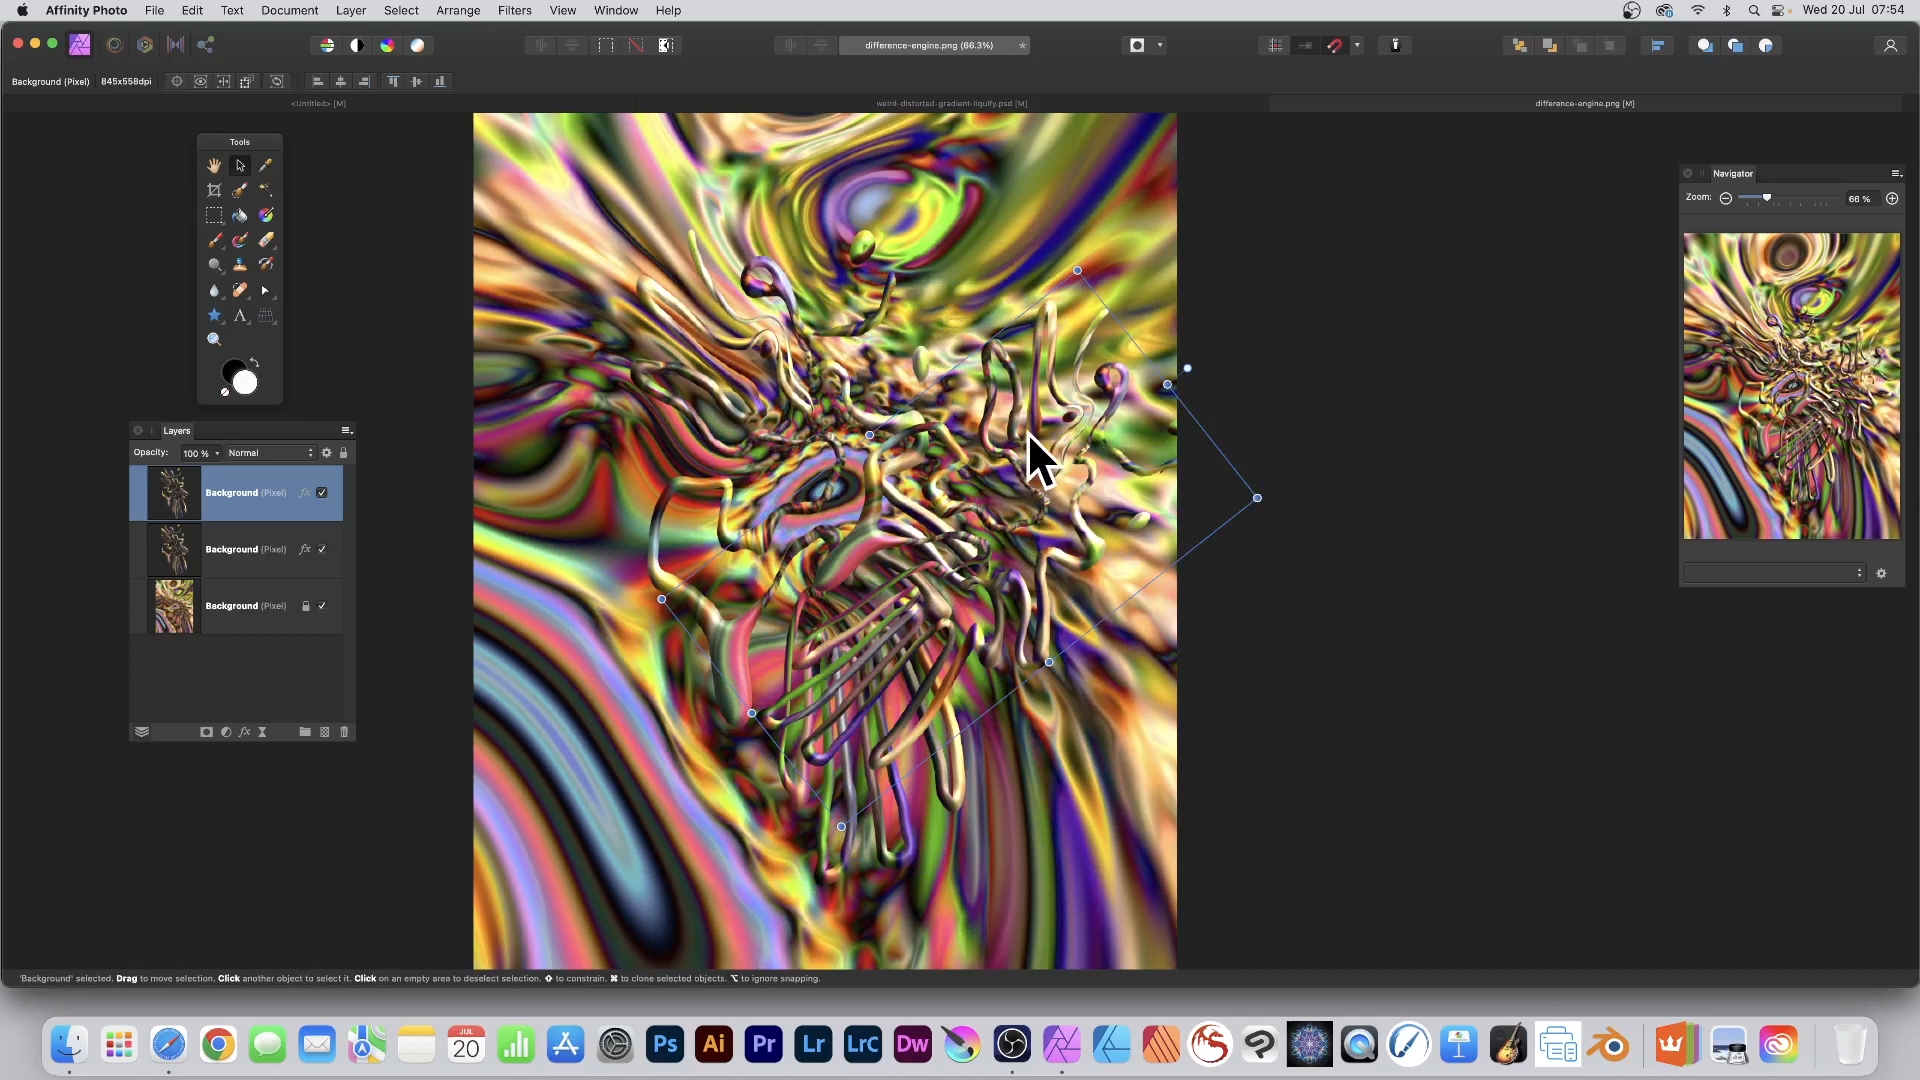 Affinity Photo File Edit Text Document Layer Select Arrange Filters View Window Help Wed 20 Jul 07:54
difference-engine.png (66.3%)
Background (Pixel) 845x558dpi
<Untitled> [M] weird-distorted-gradient-liquify.psd [M] difference-engine.png [M]
Tools
A
Navigator
Zoom: 66 %
Layers
Opacity: 100 % Normal
Background (Pixel) fx
Background (Pixel) fx
Background (Pixel)
fx
'Background' selected. Drag to move selection. Click another object to select it. Click on an empty area to deselect selection. ⇧ to constrain. ⌘ to clone selected objects. ⌥ to ignore snapping.
JUL
20 Ps Ai Pr Lr LrC Dw